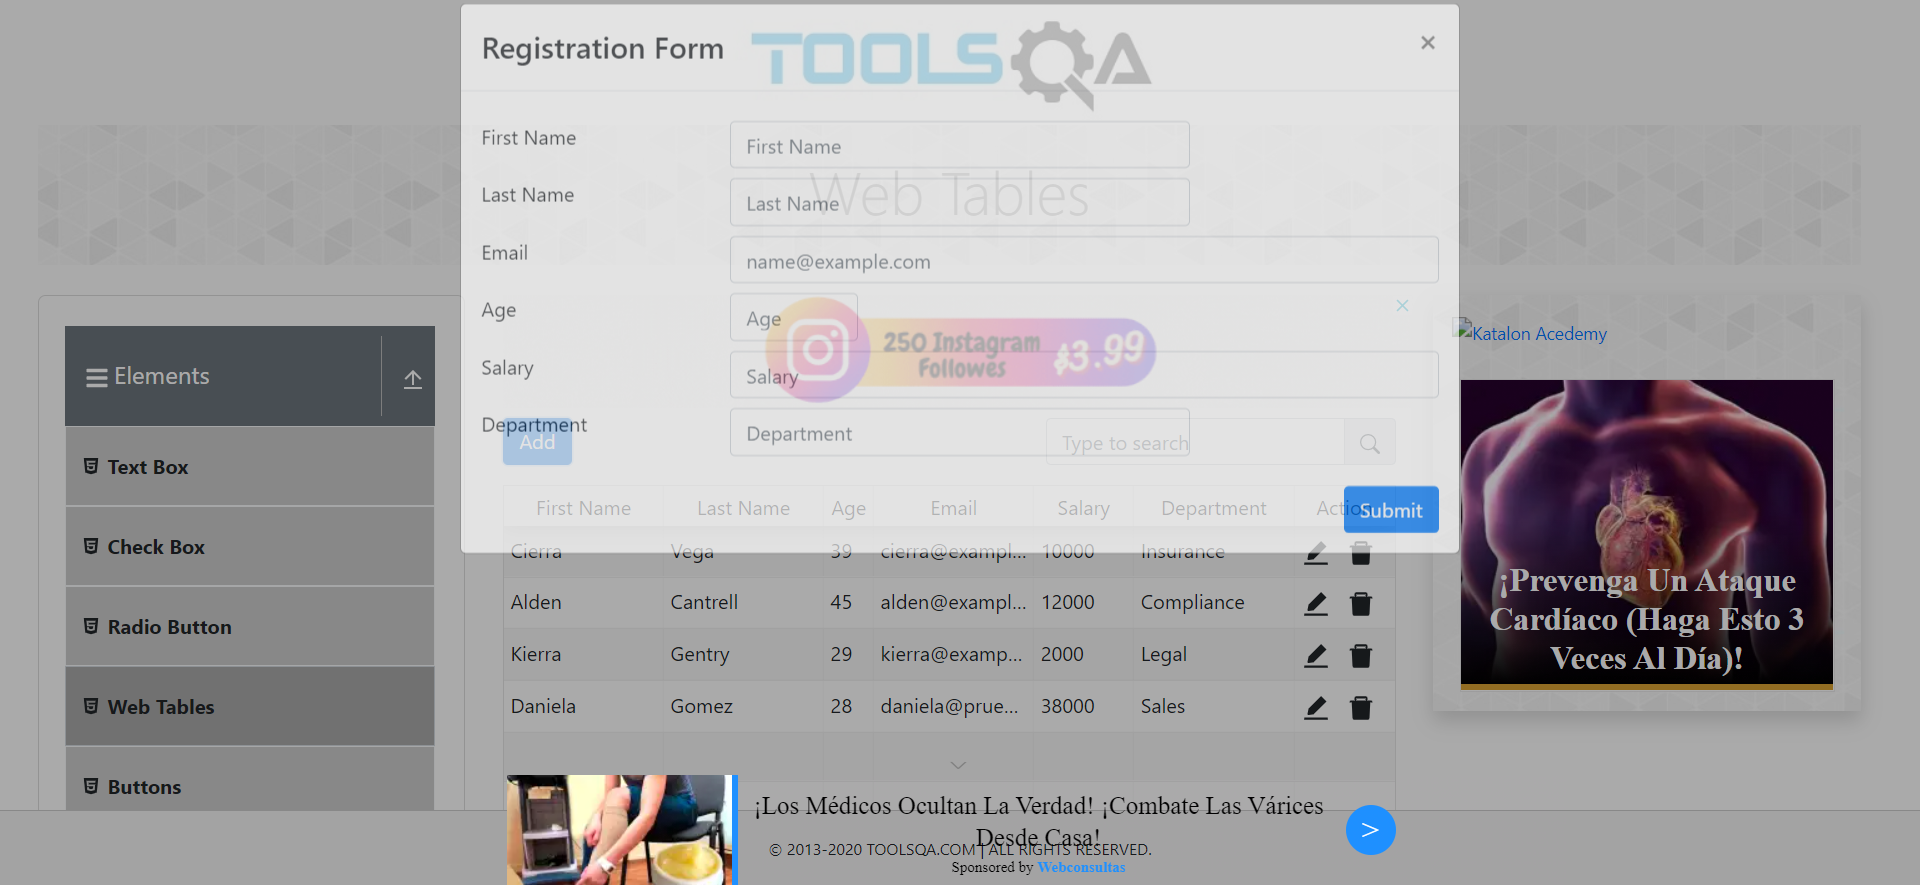 Registration Form
TOOLSQA
×
First Name
First Name
Last Name
Last Name
Web Tables
Email
name@example.com
Age
Age
×
250 Instagram
Followes
$3.99
Salary
Salary
Department
Department
Add
Type to search
First Name Last Name Age Email Salary Department Action
Submit
Cierra Vega 39 cierra@exampl... 10000 Insurance
Alden Cantrell 45 alden@exampl... 12000 Compliance
Kierra Gentry 29 kierra@examp... 2000 Legal
Daniela Gomez 28 daniela@prue... 38000 Sales
Elements
Text Box
Check Box
Radio Button
Web Tables
Buttons
Katalon Acedemy
¡Prevenga Un Ataque
Cardíaco (Haga Esto 3
Veces Al Día)!
¡Los Médicos Ocultan La Verdad! ¡Combate Las Várices
Desde Casa!
>
© 2013-2020 TOOLSQA.COM | ALL RIGHTS RESERVED.
Sponsored by Webconsultas